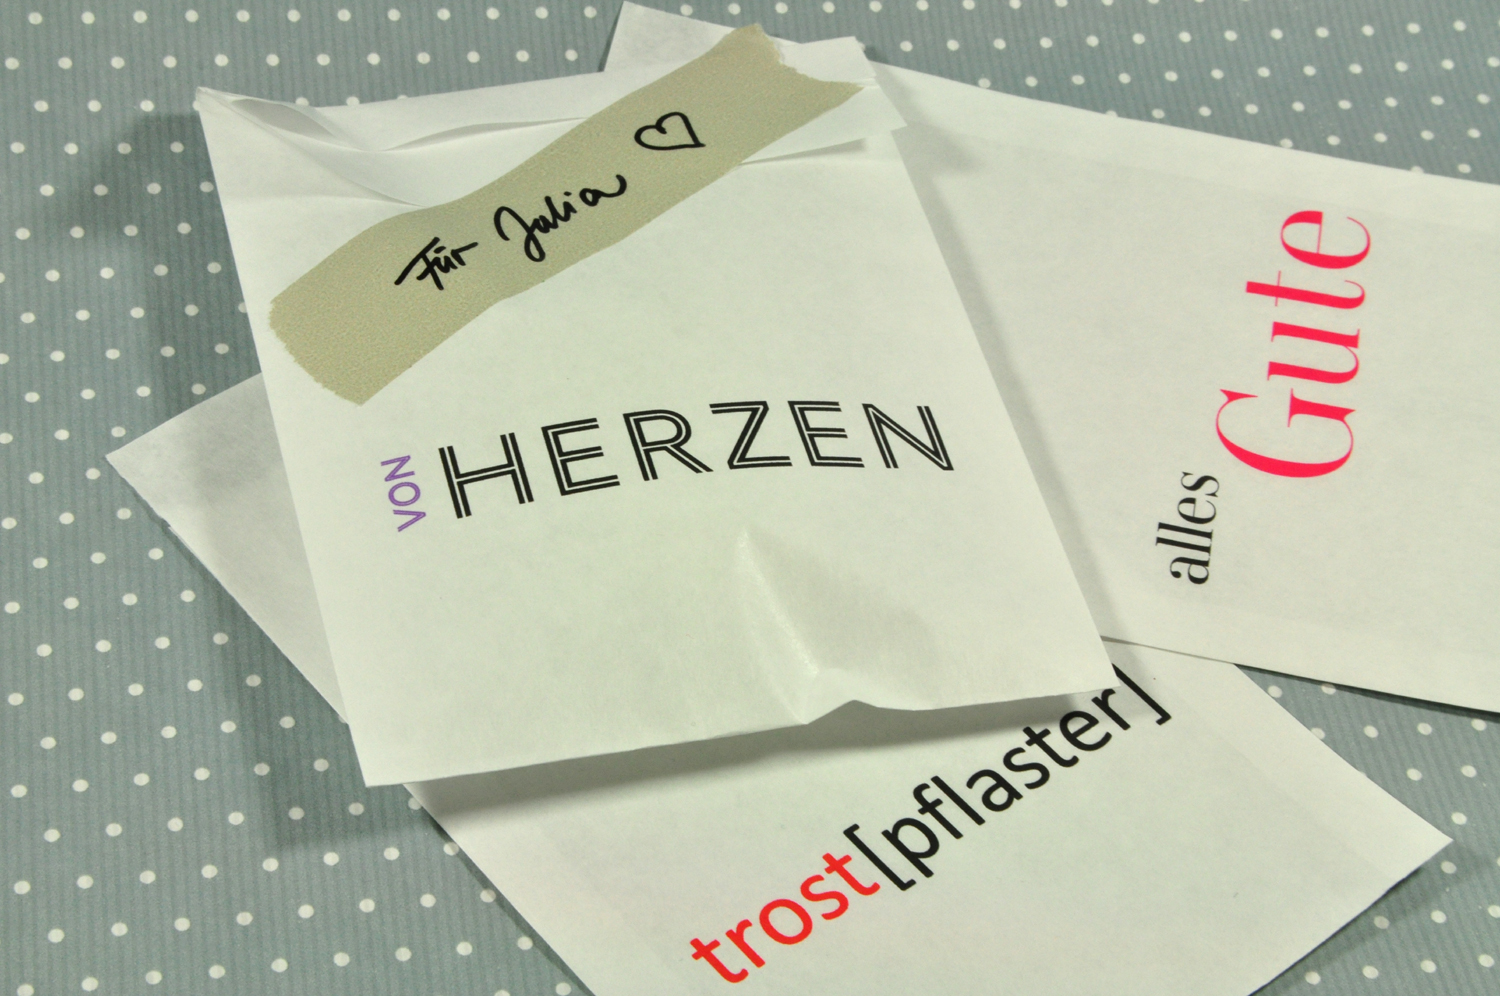 Für Julia ♡
VON HERZEN
alles Gute
trost[pflaster]